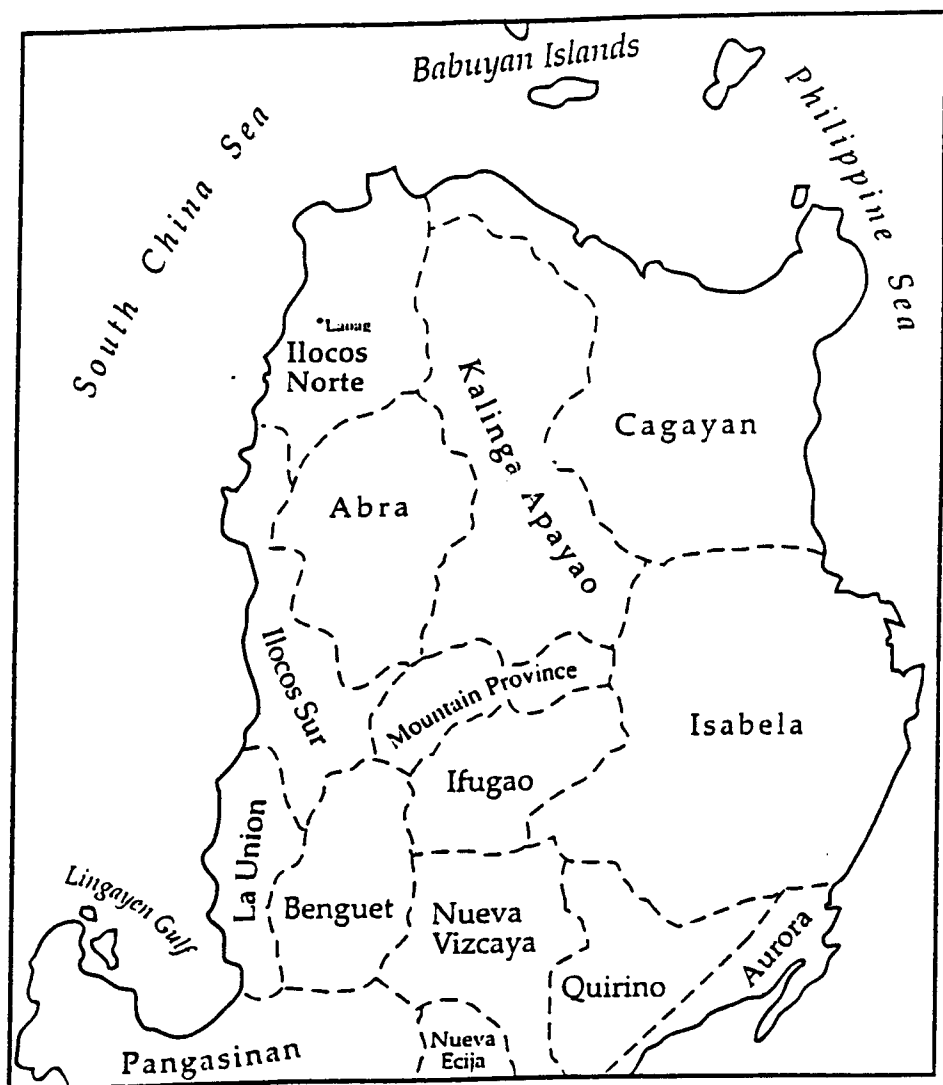 Babuyan Islands
Philippine Sea
South China Sea
Laoag
Ilocos
Norte
Kalinga Apayao
Cagayan
Abra
Ilocos Sur
Mountain Province
Isabela
Ifugao
La Union
Lingayen Gulf
Benguet
Nueva
Vizcaya
Aurora
Quirino
Pangasinan
Nueva
Ecija